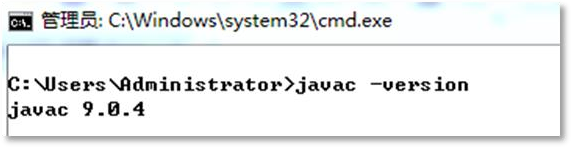 管理员: C:\Windows\system32\cmd.exe
C:\Users\Administrator>javac -version
javac 9.0.4